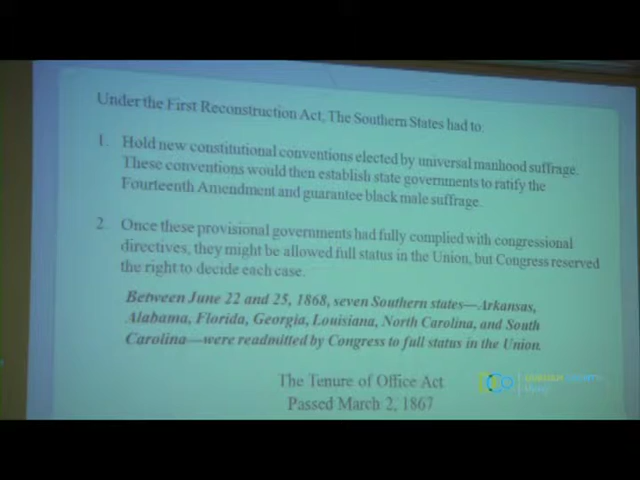 Under the First Reconstruction Act, The Southern States had to:
1. Hold new constitutional conventions elected by universal manhood suffrage.
These conventions would then establish state governments to ratify the
Fourteenth Amendment and guarantee black male suffrage.
2. Once these provisional governments had fully complied with congressional
directives, they might be allowed full status in the Union, but Congress reserved
the right to decide each case.
Between June 22 and 25, 1868, seven Southern states—Arkansas,
Alabama, Florida, Georgia, Louisiana, North Carolina, and South
Carolina—were readmitted by Congress to full status in the Union.
The Tenure of Office Act
Passed March 2, 1867